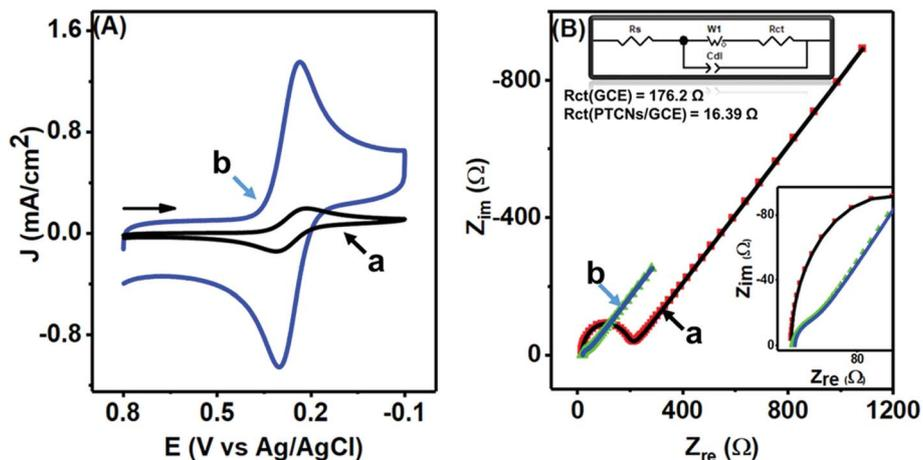 (A)
1.6
0.8
0.0
-0.8
J (mA/cm²)
b
a
0.8 0.5 0.2 -0.1
E (V vs Ag/AgCl)
(B)
-800
-400
0
Zim (Ω)
Rs W1 Rct
Cdl
Rct(GCE) = 176.2 Ω
Rct(PTCNs/GCE) = 16.39 Ω
b
a
-80
-40
0
Zim (Ω)
80
Zre (Ω)
0 400 800 1200
Zre (Ω)